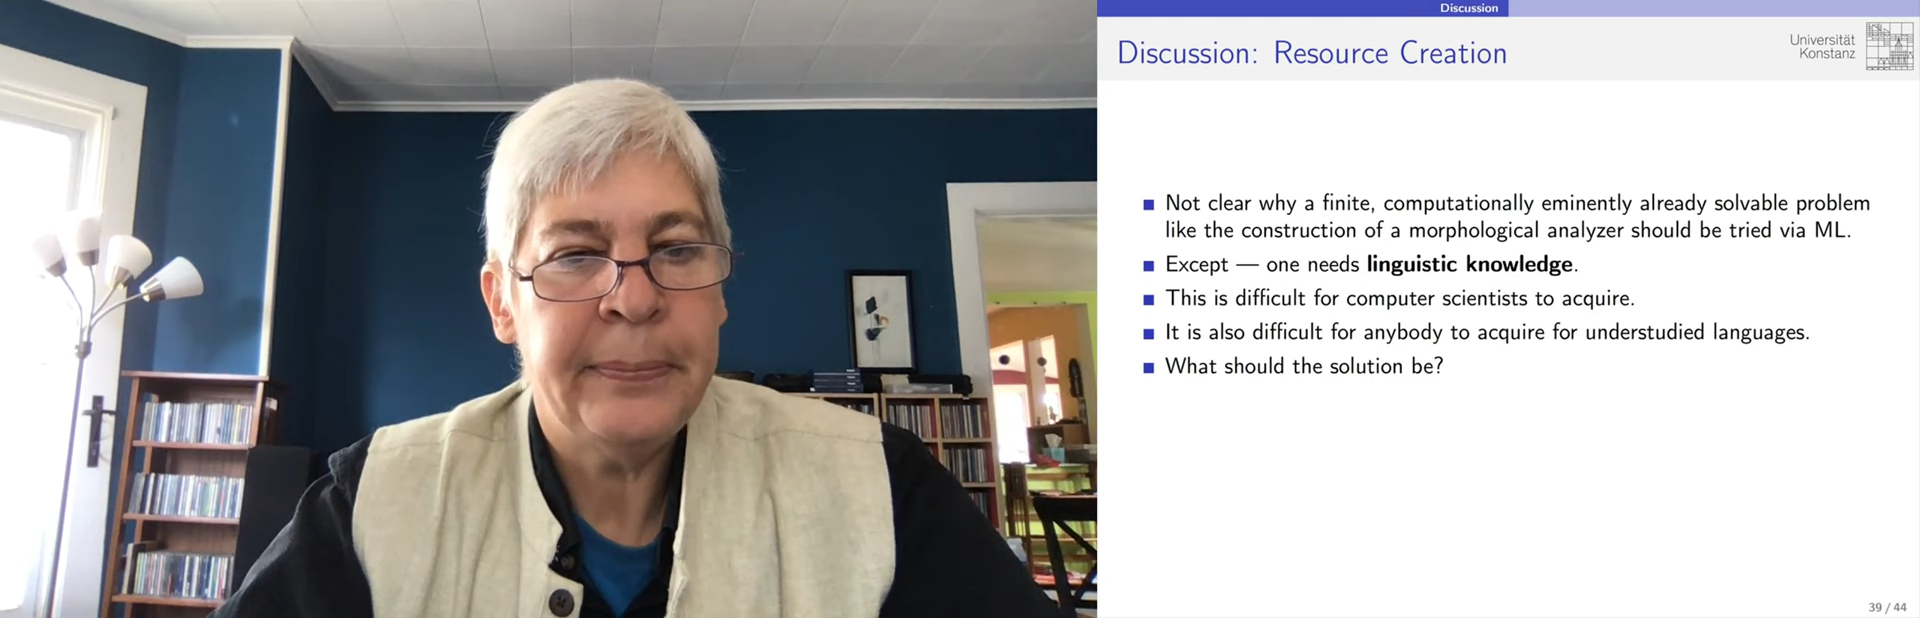 Discussion
Discussion: Resource Creation
Universität
Konstanz
Not clear why a finite, computationally eminently already solvable problem
like the construction of a morphological analyzer should be tried via ML.
Except — one needs linguistic knowledge.
This is difficult for computer scientists to acquire.
It is also difficult for anybody to acquire for understudied languages.
What should the solution be?
39 / 44